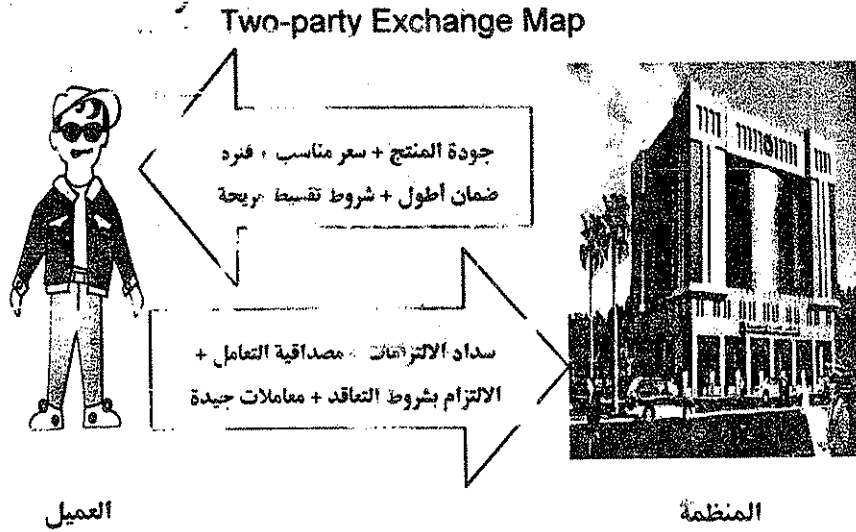 Two-party Exchange Map
جودة المنتج + سعر مناسب + فترة
ضمان أطول + شروط تقسيط مريحة
سداد الالتزامات + مصداقية التعامل +
الالتزام بشروط التعاقد + معاملات جيدة
العميل
المنظمة